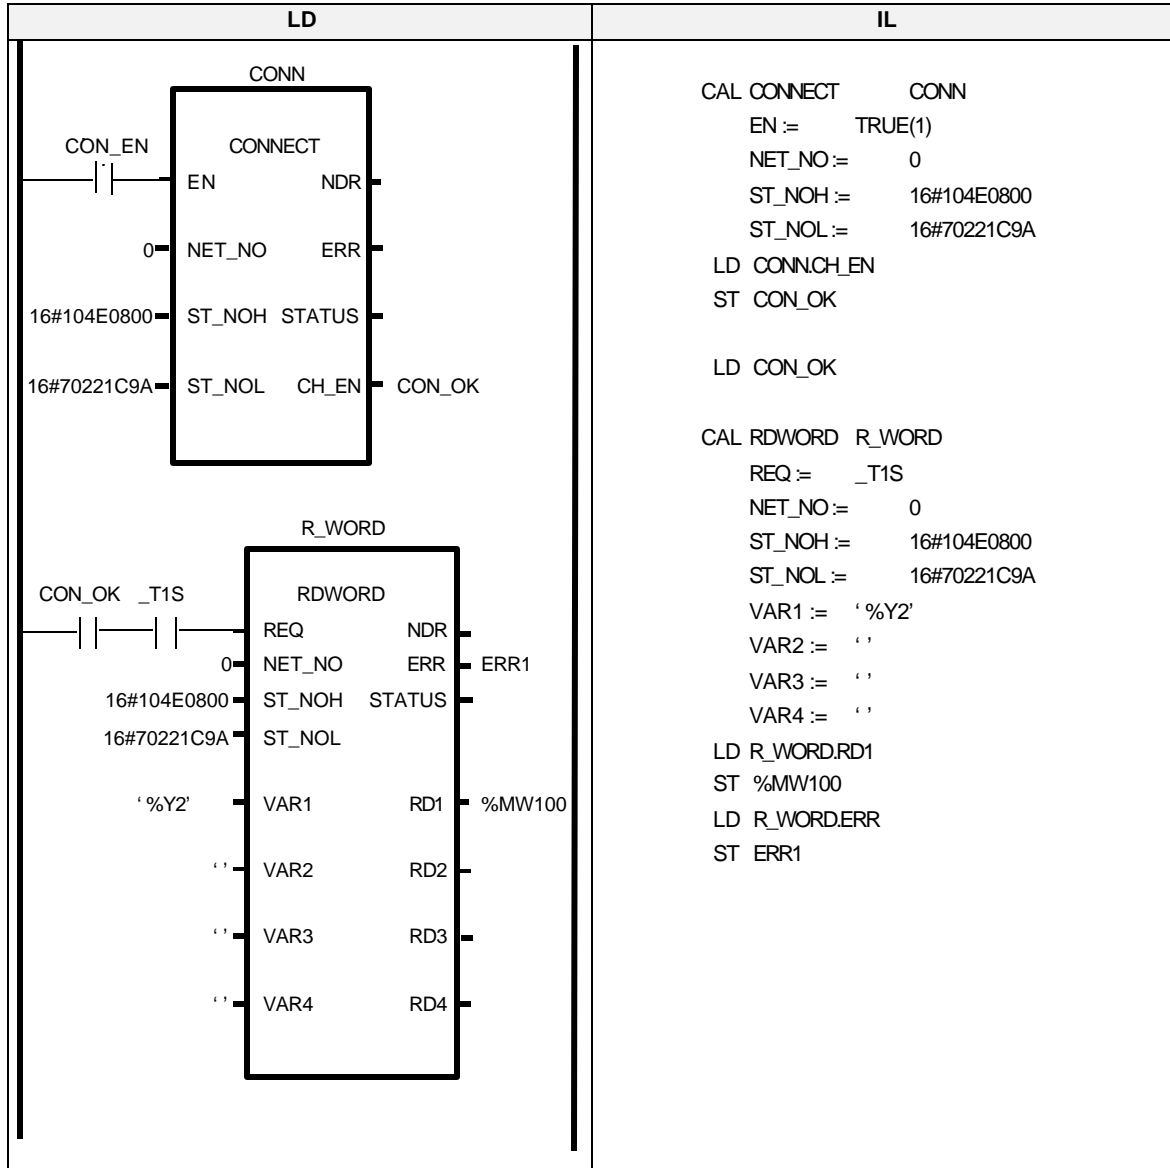 LD
IL
CONN
CON_EN
CONNECT
EN NDR
0 NET_NO ERR
16#104E0800 ST_NOH STATUS
16#70221C9A ST_NOL CH_EN CON_OK
R_WORD
CON_OK _T1S RDWORD
REQ NDR
0 NET_NO ERR ERR1
16#104E0800 ST_NOH STATUS
16#70221C9A ST_NOL
‘ %Y2’ VAR1 RD1 %MW100
‘ ’ VAR2 RD2
‘ ’ VAR3 RD3
‘ ’ VAR4 RD4
CAL CONNECT CONN
EN := TRUE(1)
NET_NO := 0
ST_NOH := 16#104E0800
ST_NOL := 16#70221C9A
LD CONN.CH_EN
ST CON_OK
LD CON_OK
CAL RDWORD R_WORD
REQ := _T1S
NET_NO := 0
ST_NOH := 16#104E0800
ST_NOL := 16#70221C9A
VAR1 := ‘ %Y2’
VAR2 := ‘ ’
VAR3 := ‘ ’
VAR4 := ‘ ’
LD R_WORD.RD1
ST %MW100
LD R_WORD.ERR
ST ERR1